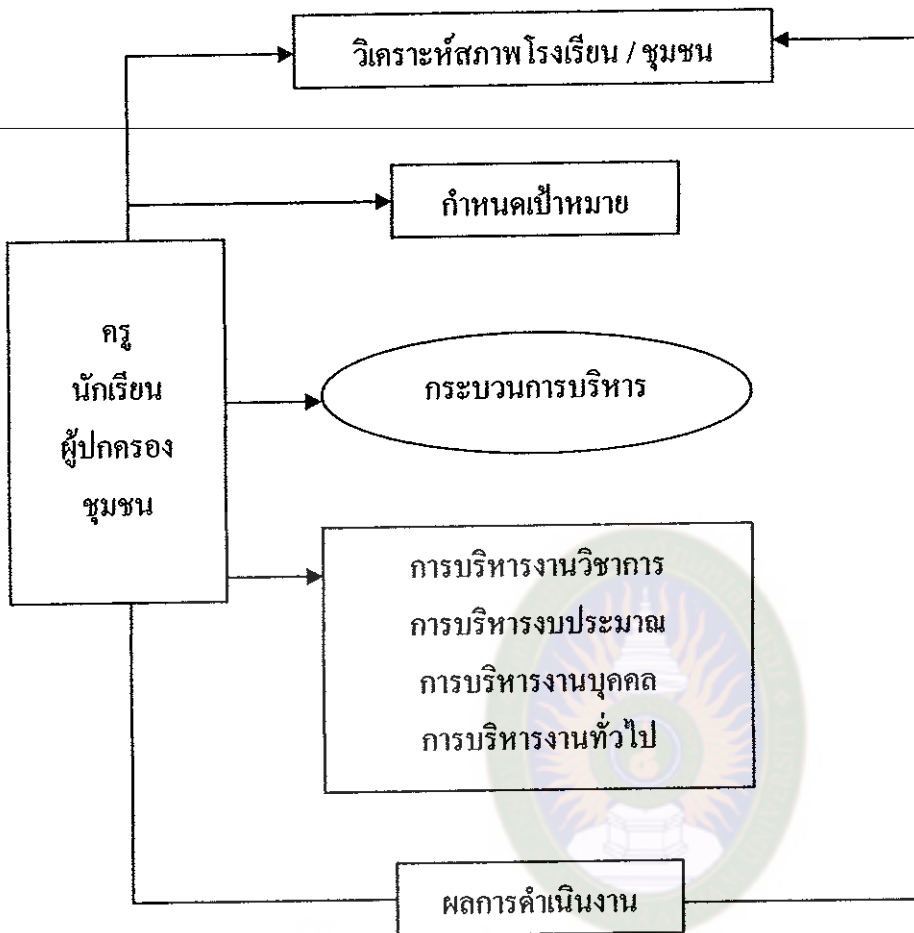 วิเคราะห์สภาพโรงเรียน / ชุมชน
กำหนดเป้าหมาย
ครู
นักเรียน
ผู้ปกครอง
ชุมชน
กระบวนการบริหาร
การบริหารงานวิชาการ
การบริหารงบประมาณ
การบริหารงานบุคคล
การบริหารงานทั่วไป
ผลการดำเนินงาน